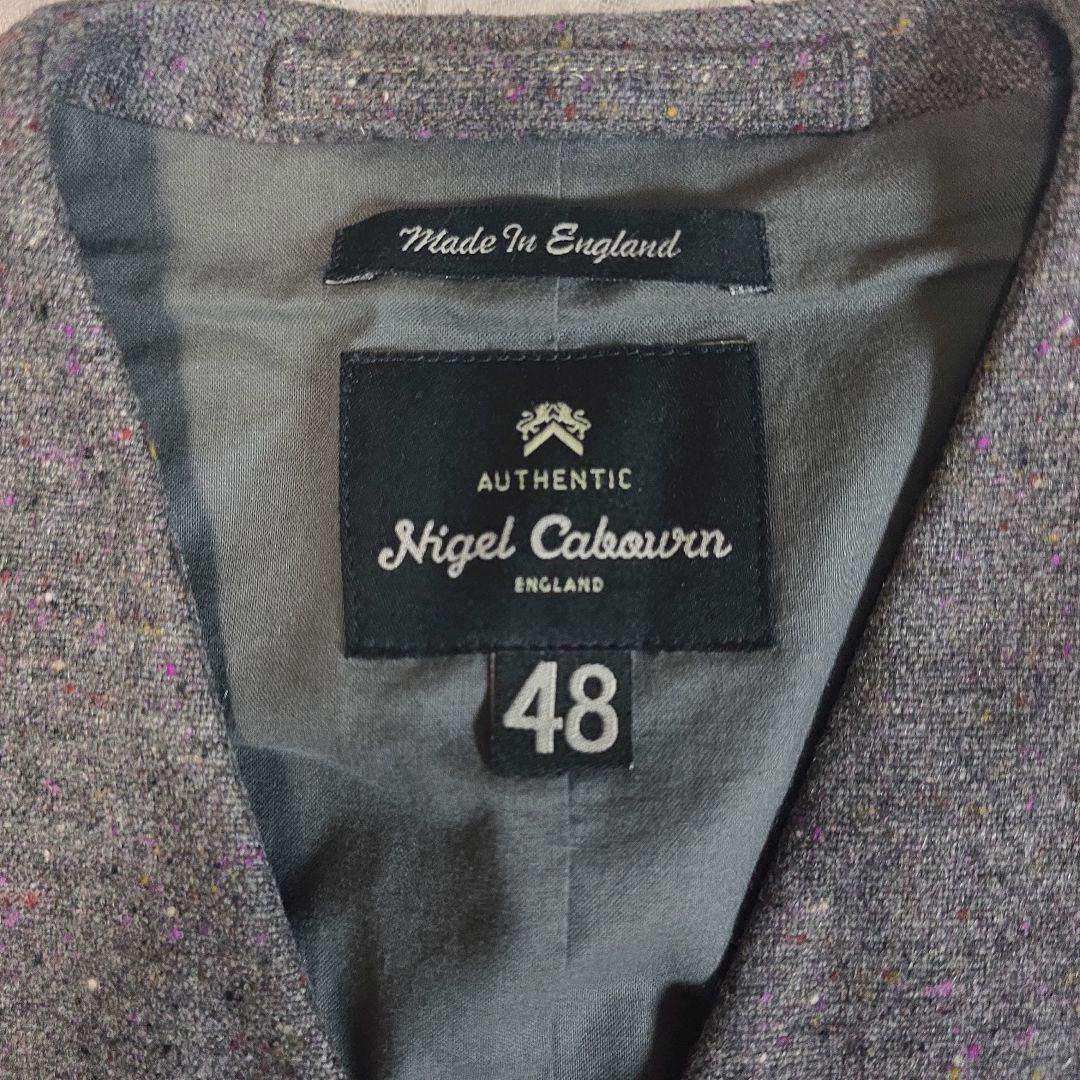 Made In England
AUTHENTIC
Nigel Cabourn
ENGLAND
48